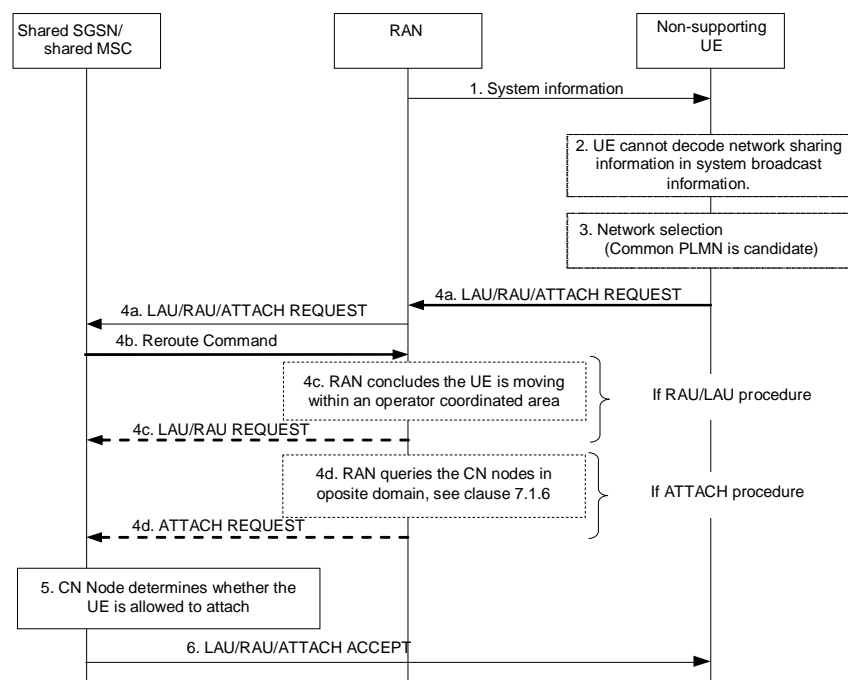 Shared SGSN/
shared MSC
RAN
Non-supporting
UE
1. System information
2. UE cannot decode network sharing
information in system broadcast
information.
3. Network selection
(Common PLMN is candidate)
4a. LAU/RAU/ATTACH REQUEST
4a. LAU/RAU/ATTACH REQUEST
4b. Reroute Command
4c. RAN concludes the UE is moving
within an operator coordinated area
If RAU/LAU procedure
4c. LAU/RAU REQUEST
4d. RAN queries the CN nodes in
oposite domain, see clause 7.1.6
If ATTACH procedure
4d. ATTACH REQUEST
5. CN Node determines whether the
UE is allowed to attach
6. LAU/RAU/ATTACH ACCEPT